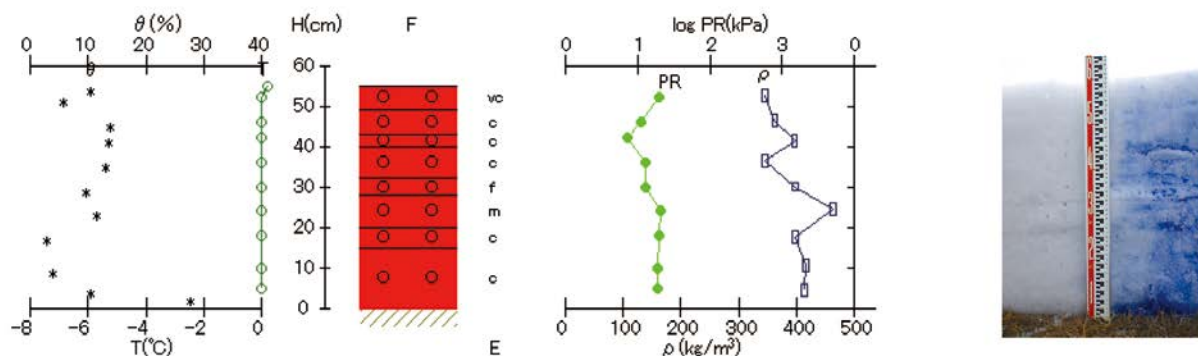 θ (%) H(cm) F log PR(kPa)
0 10 20 30 40 0 1 2 3 0
60
θ PR ρ
50 vc
c
40 c
c
30 f
m
20 c
10 c
0
-8 -6 -4 -2 0 0 100 200 300 400 500
T(℃) E ρ (kg/m³)